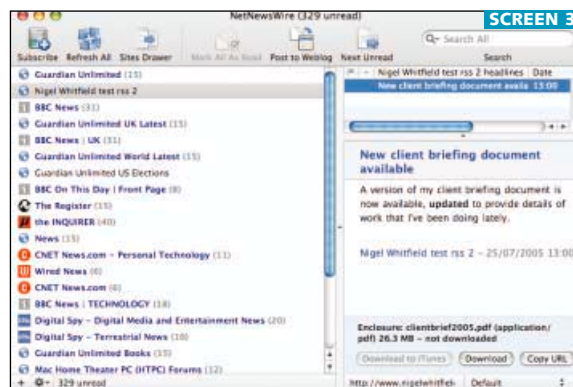 NetNewsWire (329 unread)
SCREEN 3
Subscribe Refresh All Sites Drawer Mark All As Read Post to Weblog Next Unread Search
Search All
Guardian Unlimited (15)
Nigel Whitfield test rss 2
BBC News (31)
Guardian Unlimited UK Latest (15)
BBC News | UK (31)
Guardian Unlimited World Latest (15)
Guardian Unlimited US Elections
BBC On This Day | Front Page (8)
The Register (15)
the INQUIRER (40)
News (15)
CNET News.com – Personal Technology (11)
Wired News (6)
CNET News.com (6)
BBC News | TECHNOLOGY (18)
Digital Spy – Digital Media and Entertainment News (20)
Digital Spy – Terrestrial News (10)
Guardian Unlimited Books (15)
Mac Home Theater PC (HTPC) Forums (12)
329 unread
Nigel Whitfield test rss 2 headlines Date
New client briefing document availa 13:00
New client briefing document
available
A version of my client briefing document is
now available, updated to provide details of
work that I've been doing lately.
Nigel Whitfield test rss 2 – 25/07/2005 13:00
Enclosure: clientbrief2005.pdf (application/
pdf) 26.3 MB – not downloaded
Download to iTunes Download Copy URL
http://www.nigelwhitfiel Default